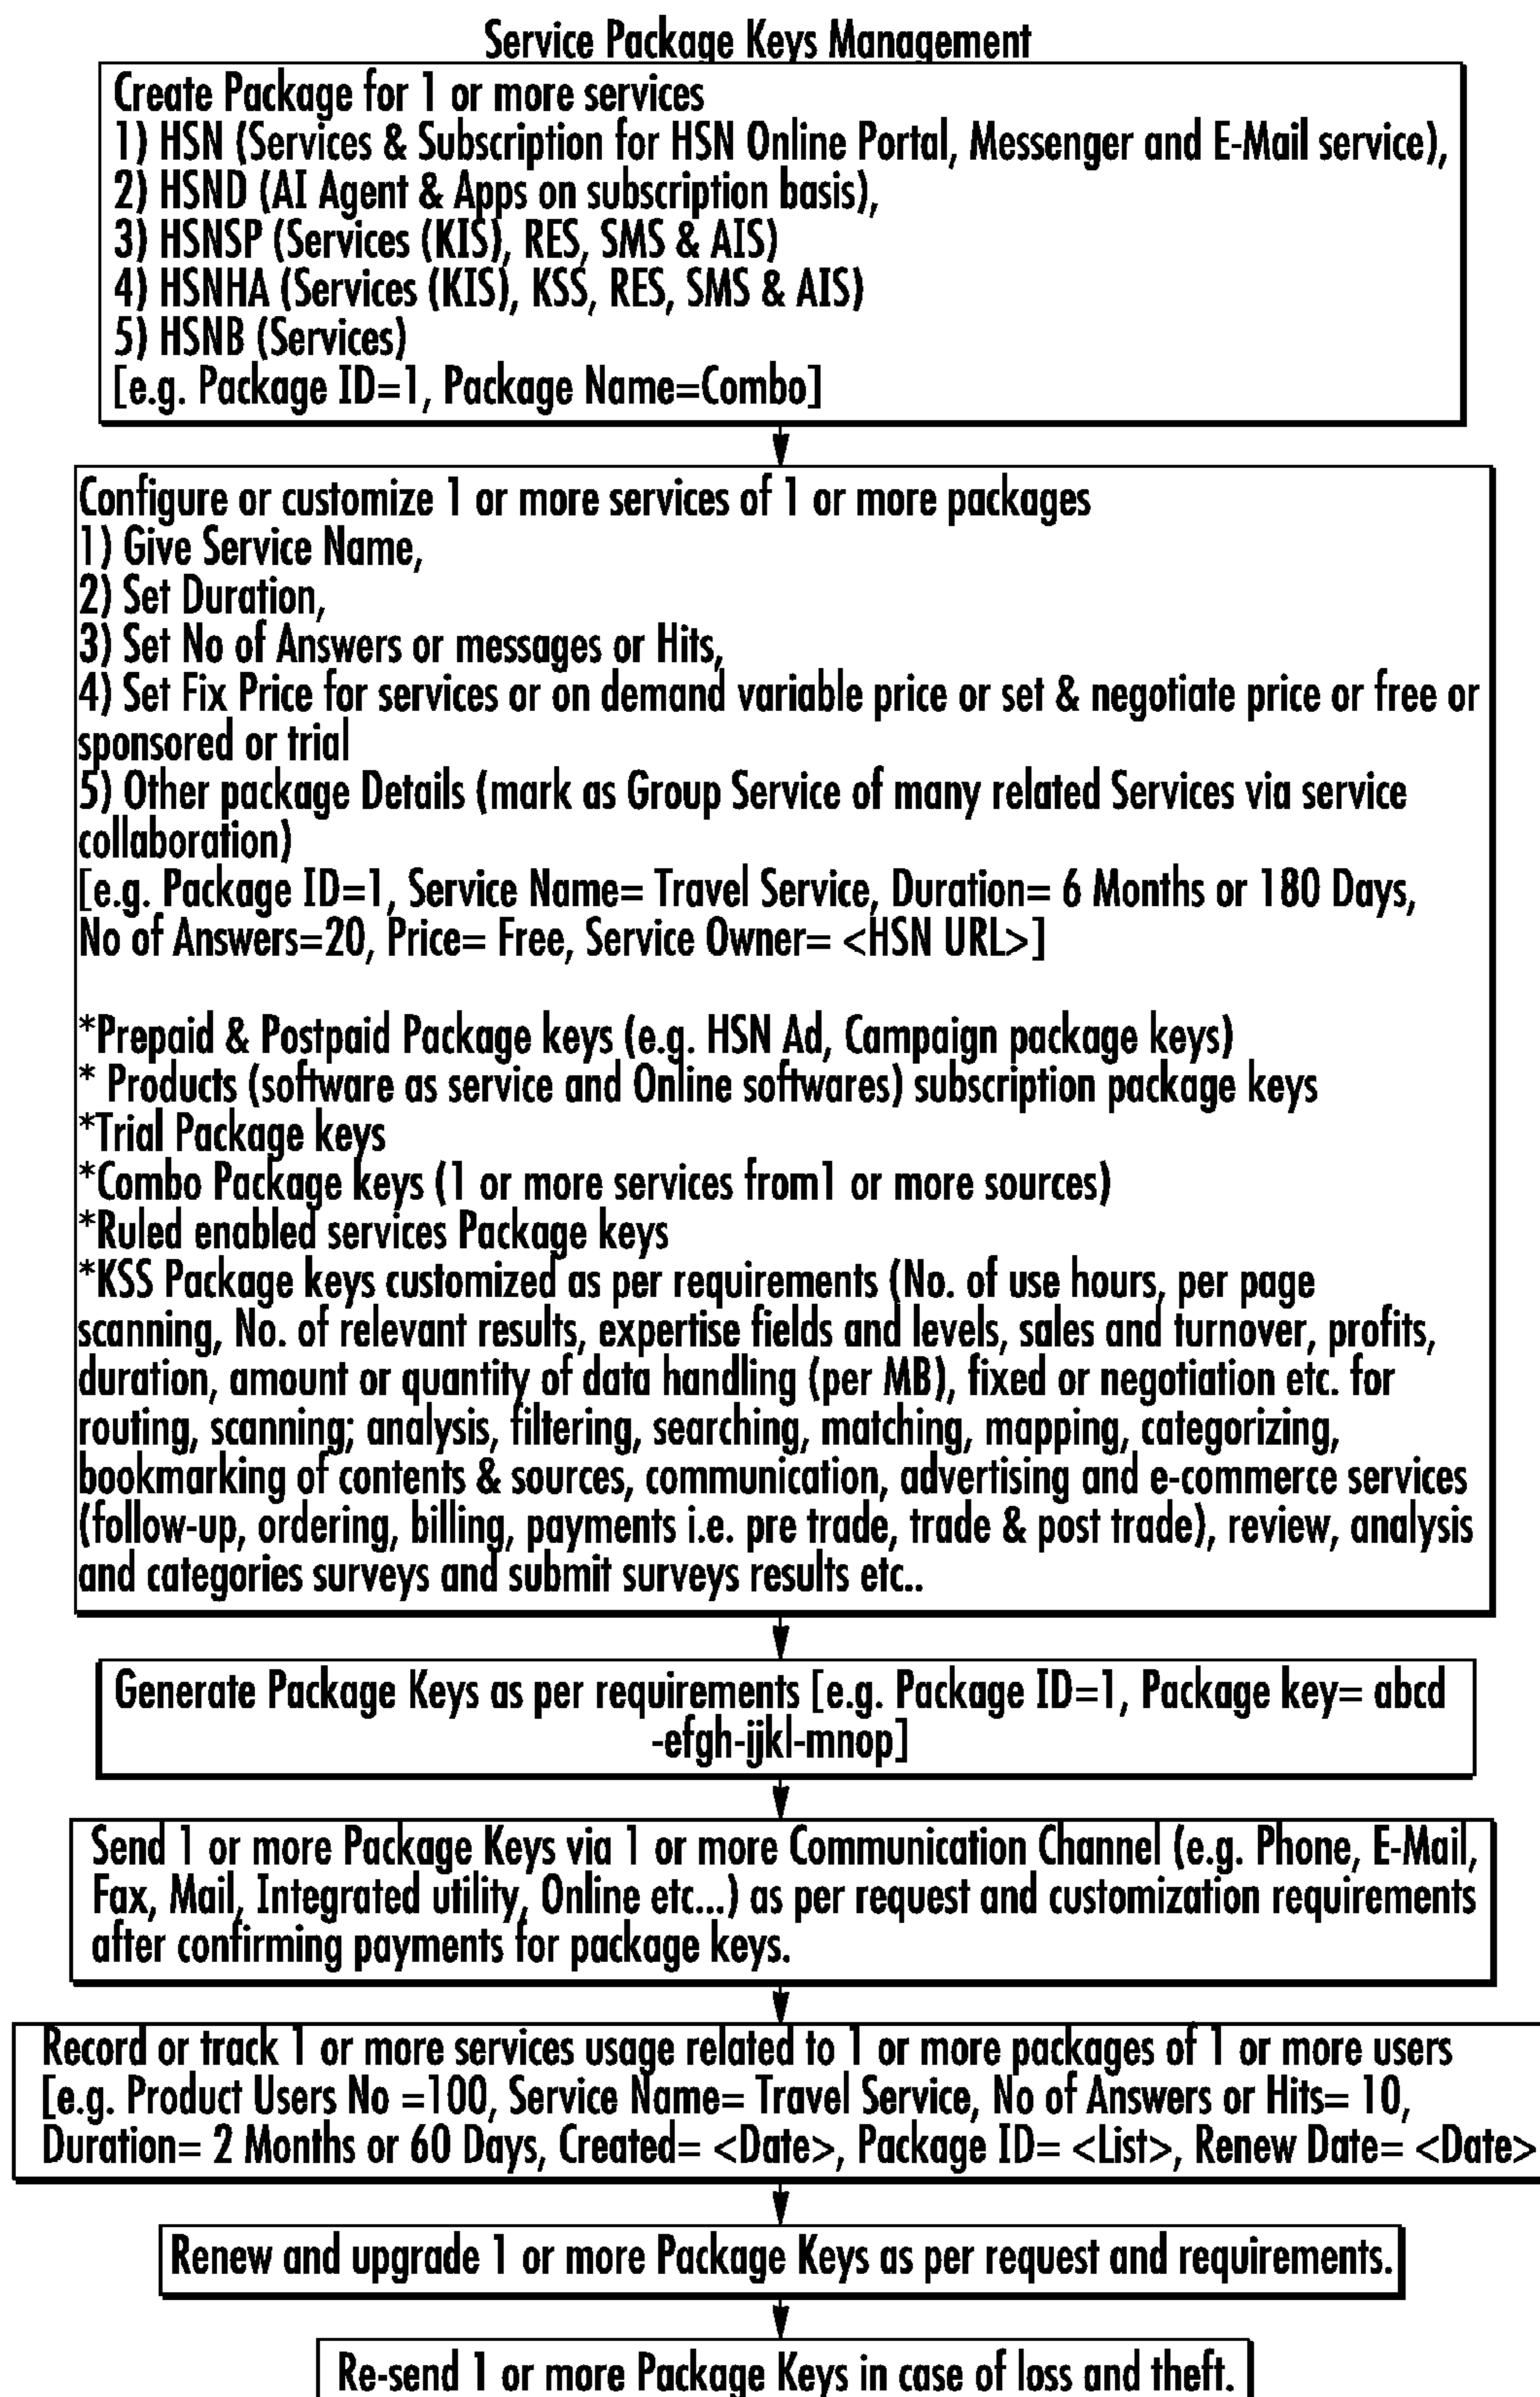 Service Package Keys Management
Create Package for 1 or more services
1) HSN (Services & Subscription for HSN Online Portal, Messenger and E-Mail service),
2) HSND (AI Agent & Apps on subscription basis),
3) HSNSP (Services (KIS), RES, SMS & AIS)
4) HSNHA (Services (KIS), KSS, RES, SMS & AIS)
5) HSNB (Services)
[e.g. Package ID=1, Package Name=Combo]
Configure or customize 1 or more services of 1 or more packages
1) Give Service Name,
2) Set Duration,
3) Set No of Answers or messages or Hits,
4) Set Fix Price for services or on demand variable price or set & negotiate price or free or
sponsored or trial
5) Other package Details (mark as Group Service of many related Services via service
collaboration)
[e.g. Package ID=1, Service Name= Travel Service, Duration= 6 Months or 180 Days,
No of Answers=20, Price= Free, Service Owner= <HSN URL>]
*Prepaid & Postpaid Package keys (e.g. HSN Ad, Campaign package keys)
* Products (software as service and Online softwares) subscription package keys
*Trial Package keys
*Combo Package keys (1 or more services from1 or more sources)
*Ruled enabled services Package keys
*KSS Package keys customized as per requirements (No. of use hours, per page
scanning, No. of relevant results, expertise fields and levels, sales and turnover, profits,
duration, amount or quantity of data handling (per MB), fixed or negotiation etc. for
routing, scanning; analysis, filtering, searching, matching, mapping, categorizing,
bookmarking of contents & sources, communication, advertising and e-commerce services
(follow-up, ordering, billing, payments i.e. pre trade, trade & post trade), review, analysis
and categories surveys and submit surveys results etc..
Generate Package Keys as per requirements [e.g. Package ID=1, Package key= abcd
-efgh-ijkl-mnop]
Send 1 or more Package Keys via 1 or more Communication Channel (e.g. Phone, E-Mail,
Fax, Mail, Integrated utility, Online etc...) as per request and customization requirements
after confirming payments for package keys.
Record or track 1 or more services usage related to 1 or more packages of 1 or more users
[e.g. Product Users No =100, Service Name= Travel Service, No of Answers or Hits= 10,
Duration= 2 Months or 60 Days, Created= <Date>, Package ID= <List>, Renew Date= <Date>
Renew and upgrade 1 or more Package Keys as per request and requirements.
Re-send 1 or more Package Keys in case of loss and theft.